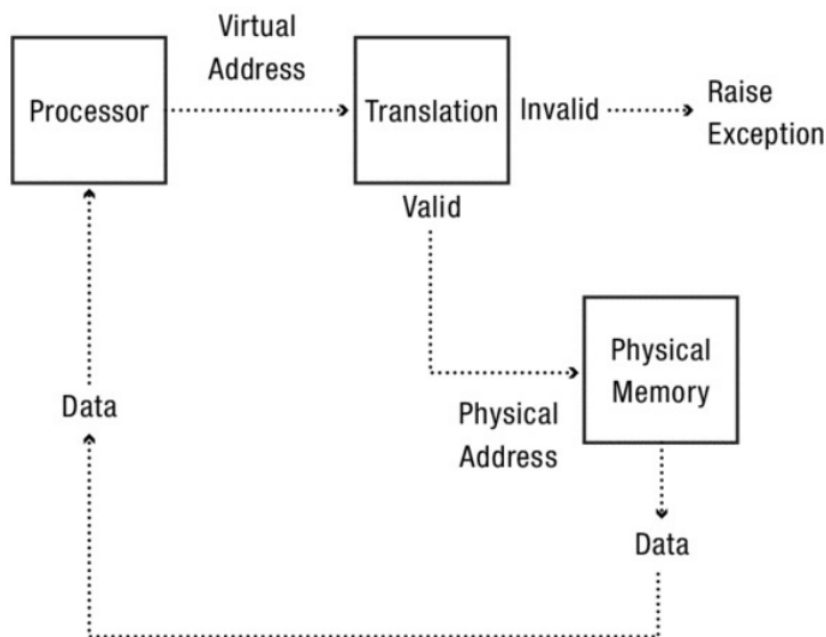 Virtual
Address
Processor
Translation
Invalid
Raise
Exception
Valid
Physical
Memory
Data
Physical
Address
Data